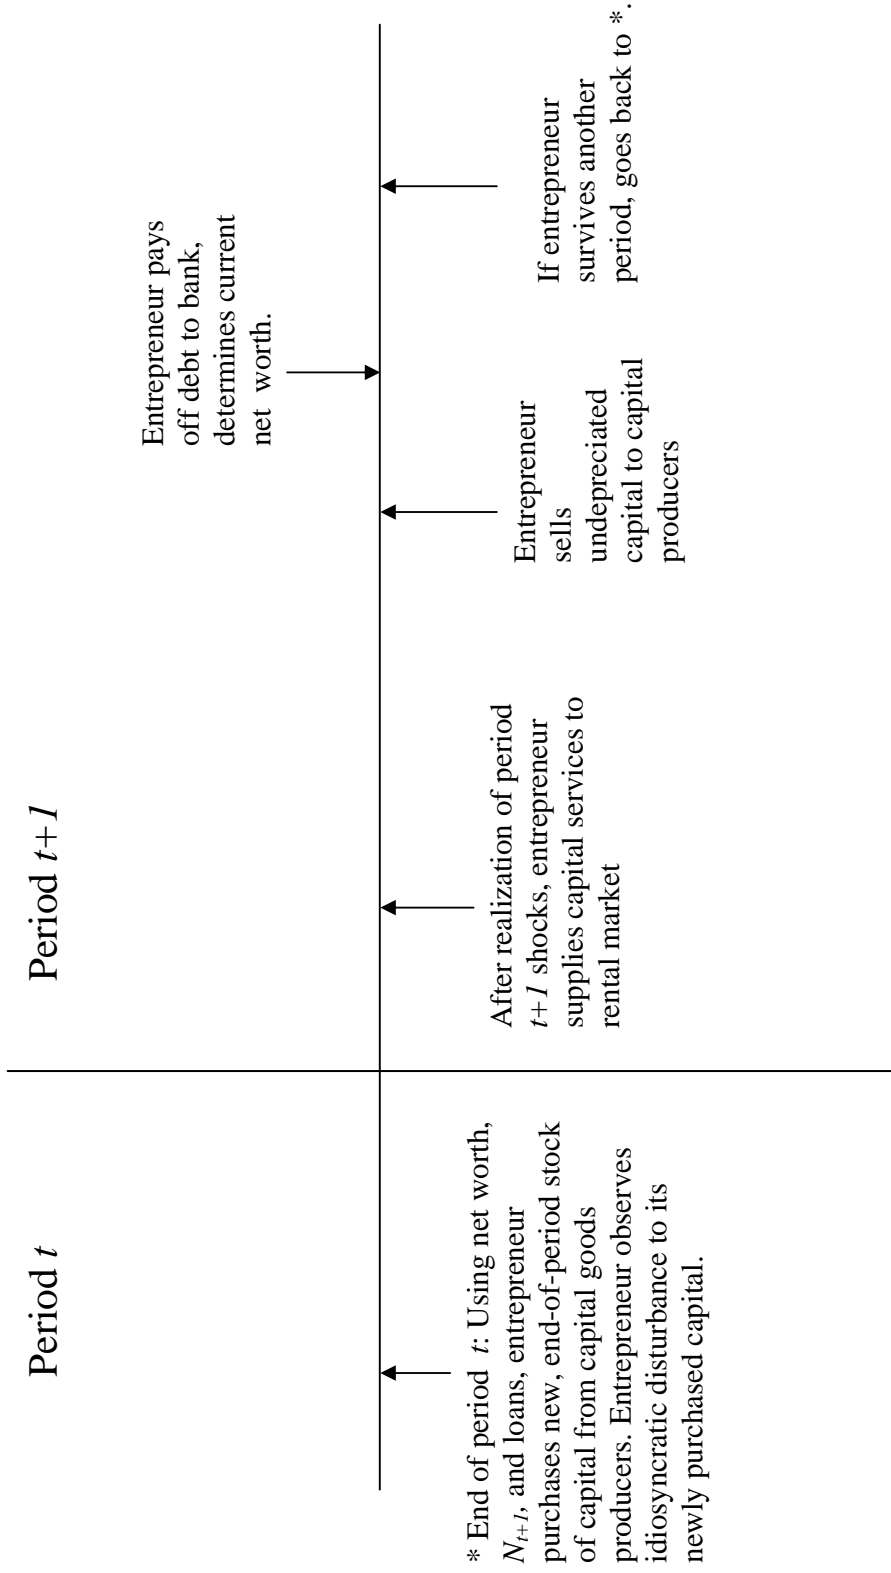 Period t
Period t+1
* End of period t: Using net worth,
N_{t+1}, and loans, entrepreneur
purchases new, end-of-period stock
of capital from capital goods
producers. Entrepreneur observes
idiosyncratic disturbance to its
newly purchased capital.
After realization of period
t+1 shocks, entrepreneur
supplies capital services to
rental market
Entrepreneur
sells
undepreciated
capital to capital
producers
Entrepreneur pays
off debt to bank,
determines current
net worth.
If entrepreneur
survives another
period, goes back to *.